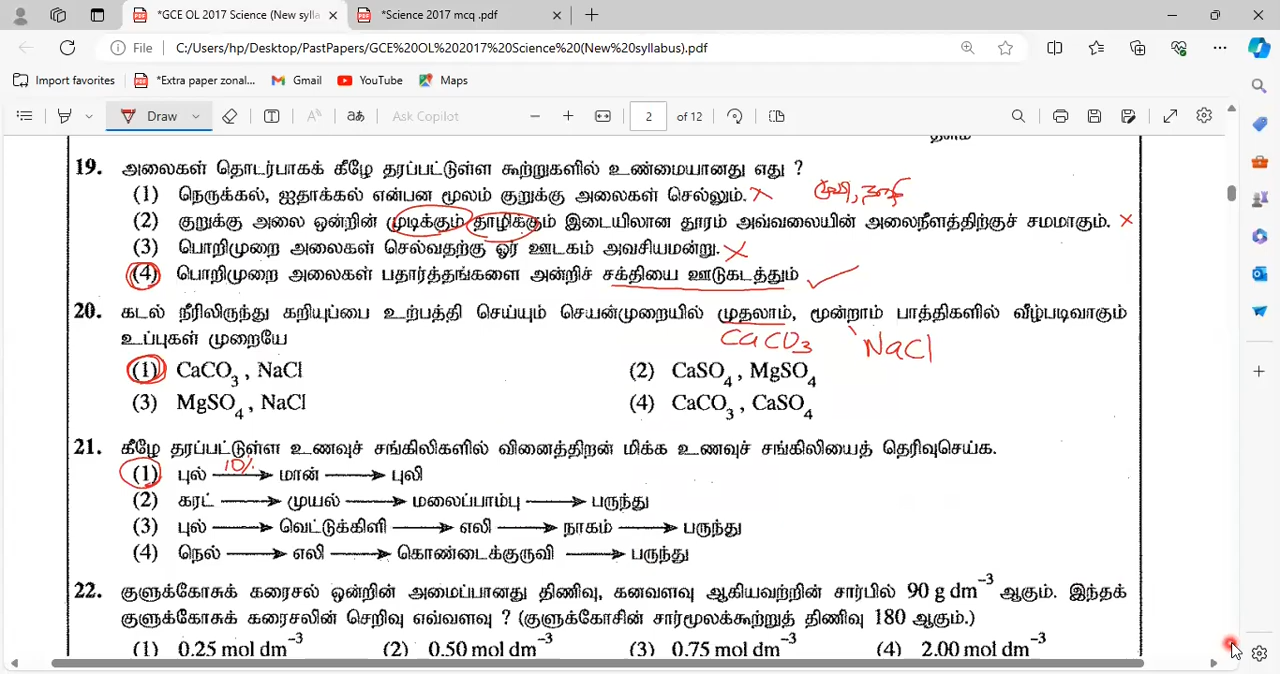 *GCE OL 2017 Science (New sylla
*Science 2017 mcq .pdf
File
C:/Users/hp/Desktop/PastPapers/GCE%20OL%202017%20Science%20(New%20syllabus).pdf
Import favorites
*Extra paper zonal...
Gmail
YouTube
Maps
Draw
Ask Copilot
2
of 12
19. அலைகள் தொடர்பாகக் கீழே தரப்பட்டுள்ள கூற்றுகளில் உண்மையானது எது ?
(1) நெருக்கல், ஐதாக்கல் என்பன மூலம் குறுக்கு அலைகள் செல்லும்.
(2) குறுக்கு அலை ஒன்றின் முடிக்கும் தாழிக்கும் இடையிலான தூரம் அவ்வலையின் அலைநீளத்திற்குச் சமமாகும்.
(3) பொறிமுறை அலைகள் செல்வதற்கு ஓர் ஊடகம் அவசியமன்று.
(4) பொறிமுறை அலைகள் பதார்த்தங்களை அன்றிச் சக்தியை ஊடுகடத்தும்
20. கடல் நீரிலிருந்து கறியுப்பை உற்பத்தி செய்யும் செயன்முறையில் முதலாம், மூன்றாம் பாத்திகளில் வீழ்படிவாகும்
உப்புகள் முறையே
CaCO3 NaCl
(1) CaCO3 , NaCl
(2) CaSO4 , MgSO4
(3) MgSO4 , NaCl
(4) CaCO3 , CaSO4
21. கீழே தரப்பட்டுள்ள உணவுச் சங்கிலிகளில் வினைத்திறன் மிக்க உணவுச் சங்கிலியைத் தெரிவுசெய்க.
10%
(1) புல் → மான் → புலி
(2) கரட் → முயல் → மலைப்பாம்பு → பருந்து
(3) புல் → வெட்டுக்கிளி → எலி → நாகம் → பருந்து
(4) நெல் → எலி → கொண்டைக்குருவி → பருந்து
22. குளுக்கோசுக் கரைசல் ஒன்றின் அமைப்பானது திணிவு, கனவளவு ஆகியவற்றின் சார்பில் 90 g dm⁻³ ஆகும். இந்தக்
குளுக்கோசுக் கரைசலின் செறிவு எவ்வளவு ? (குளுக்கோசின் சார்மூலக்கூற்றுத் திணிவு 180 ஆகும்.)
(1) 0.25 mol dm⁻³ (2) 0.50 mol dm⁻³ (3) 0.75 mol dm⁻³ (4) 2.00 mol dm⁻³